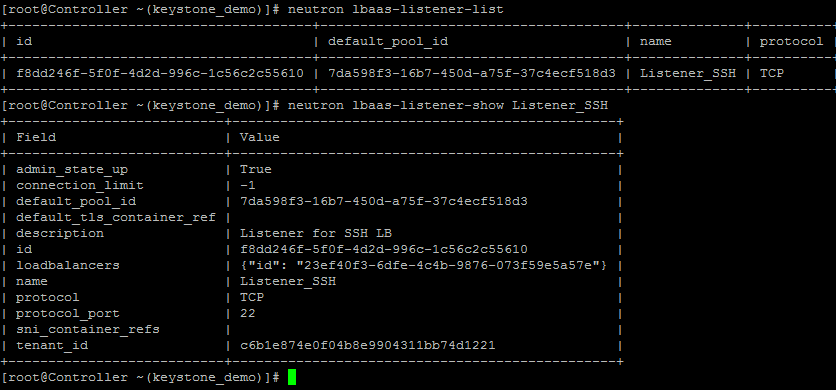 [root@Controller ~(keystone_demo)]# neutron lbaas-listener-list
+--------------------------------------+--------------------------------------+--------------+----------
| id | default_pool_id | name | protocol
+--------------------------------------+--------------------------------------+--------------+----------
| f8dd246f-5f0f-4d2d-996c-1c56c2c55610 | 7da598f3-16b7-450d-a75f-37c4ecf518d3 | Listener_SSH | TCP
+--------------------------------------+--------------------------------------+--------------+----------
[root@Controller ~(keystone_demo)]# neutron lbaas-listener-show Listener_SSH
+---------------------------+------------------------------------------------+
| Field | Value |
+---------------------------+------------------------------------------------+
| admin_state_up | True |
| connection_limit | -1 |
| default_pool_id | 7da598f3-16b7-450d-a75f-37c4ecf518d3 |
| default_tls_container_ref | |
| description | Listener for SSH LB |
| id | f8dd246f-5f0f-4d2d-996c-1c56c2c55610 |
| loadbalancers | {"id": "23ef40f3-6dfe-4c4b-9876-073f59e5a57e"} |
| name | Listener_SSH |
| protocol | TCP |
| protocol_port | 22 |
| sni_container_refs | |
| tenant_id | c6b1e874e0f04b8e9904311bb74d1221 |
+---------------------------+------------------------------------------------+
[root@Controller ~(keystone_demo)]#